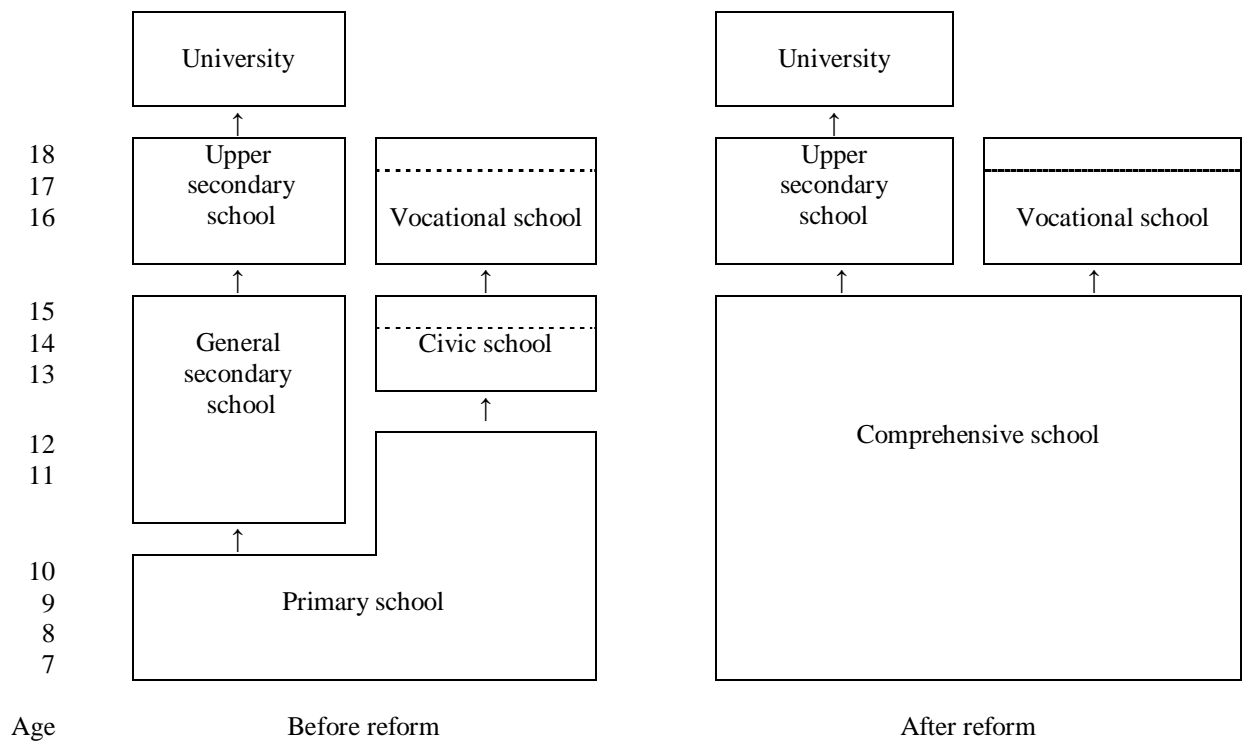 University
University
↑
↑
18
17
16
Upper
secondary
school
Vocational school
Upper
secondary
school
Vocational school
↑
↑
↑
↑
15
14
13
General
secondary
school
Civic school
↑
12
11
Comprehensive school
↑
10
9
8
7
Primary school
Age
Before reform
After reform